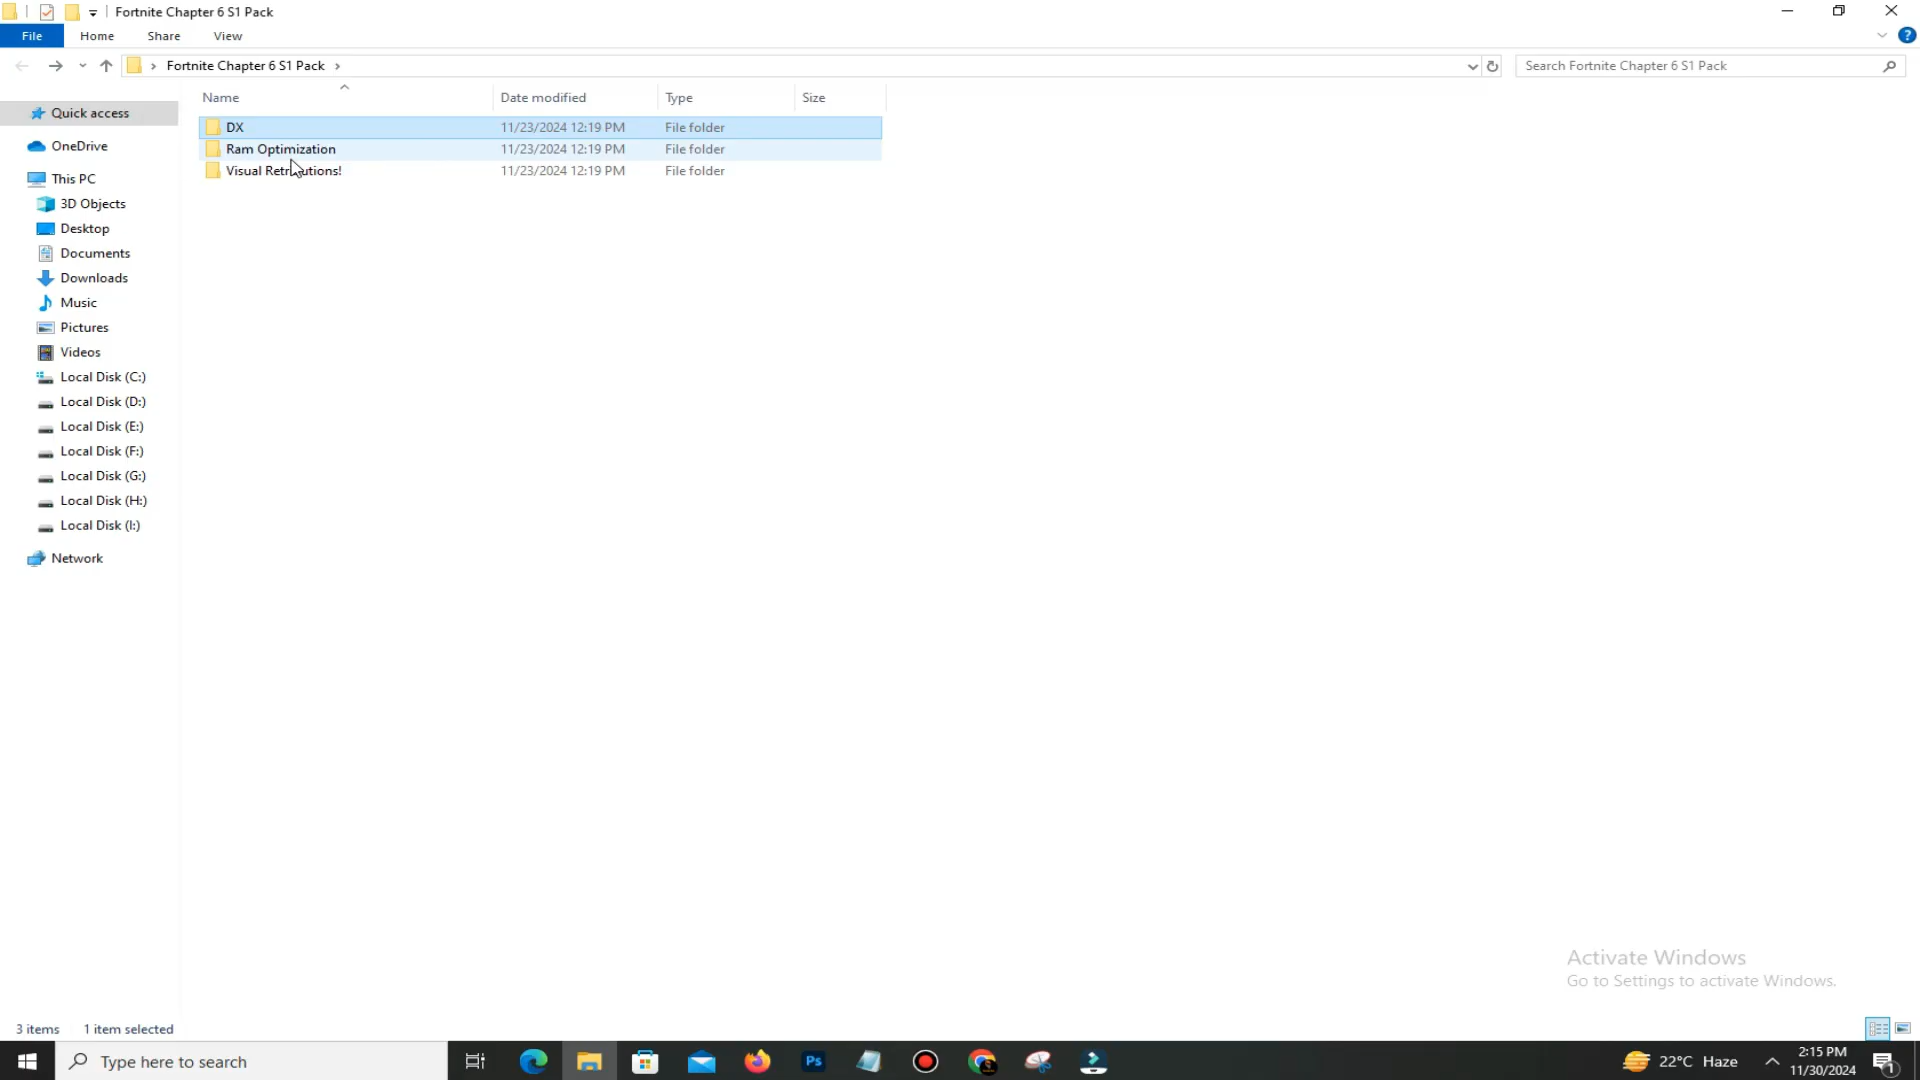 Fortnite Chapter 6 S1 Pack
File Home Share View
Fortnite Chapter 6 S1 Pack
Search Fortnite Chapter 6 S1 Pack
Name Date modified Type Size
DX 11/23/2024 12:19 PM File folder
Ram Optimization 11/23/2024 12:19 PM File folder
Visual 11/23/2024 12:19 PM File folder
Quick access
OneDrive
This PC
3D Objects
Desktop
Documents
Downloads
Music
Pictures
Videos
Local Disk (C:)
Local Disk (D:)
Local Disk (E:)
Local Disk (F:)
Local Disk (G:)
Local Disk (H:)
Local Disk (I:)
Network
Activate Windows
Go to Settings to activate Windows.
3 items 1 item selected
Type here to search
Ps
22°C Haze
2:15 PM
11/30/2024
1